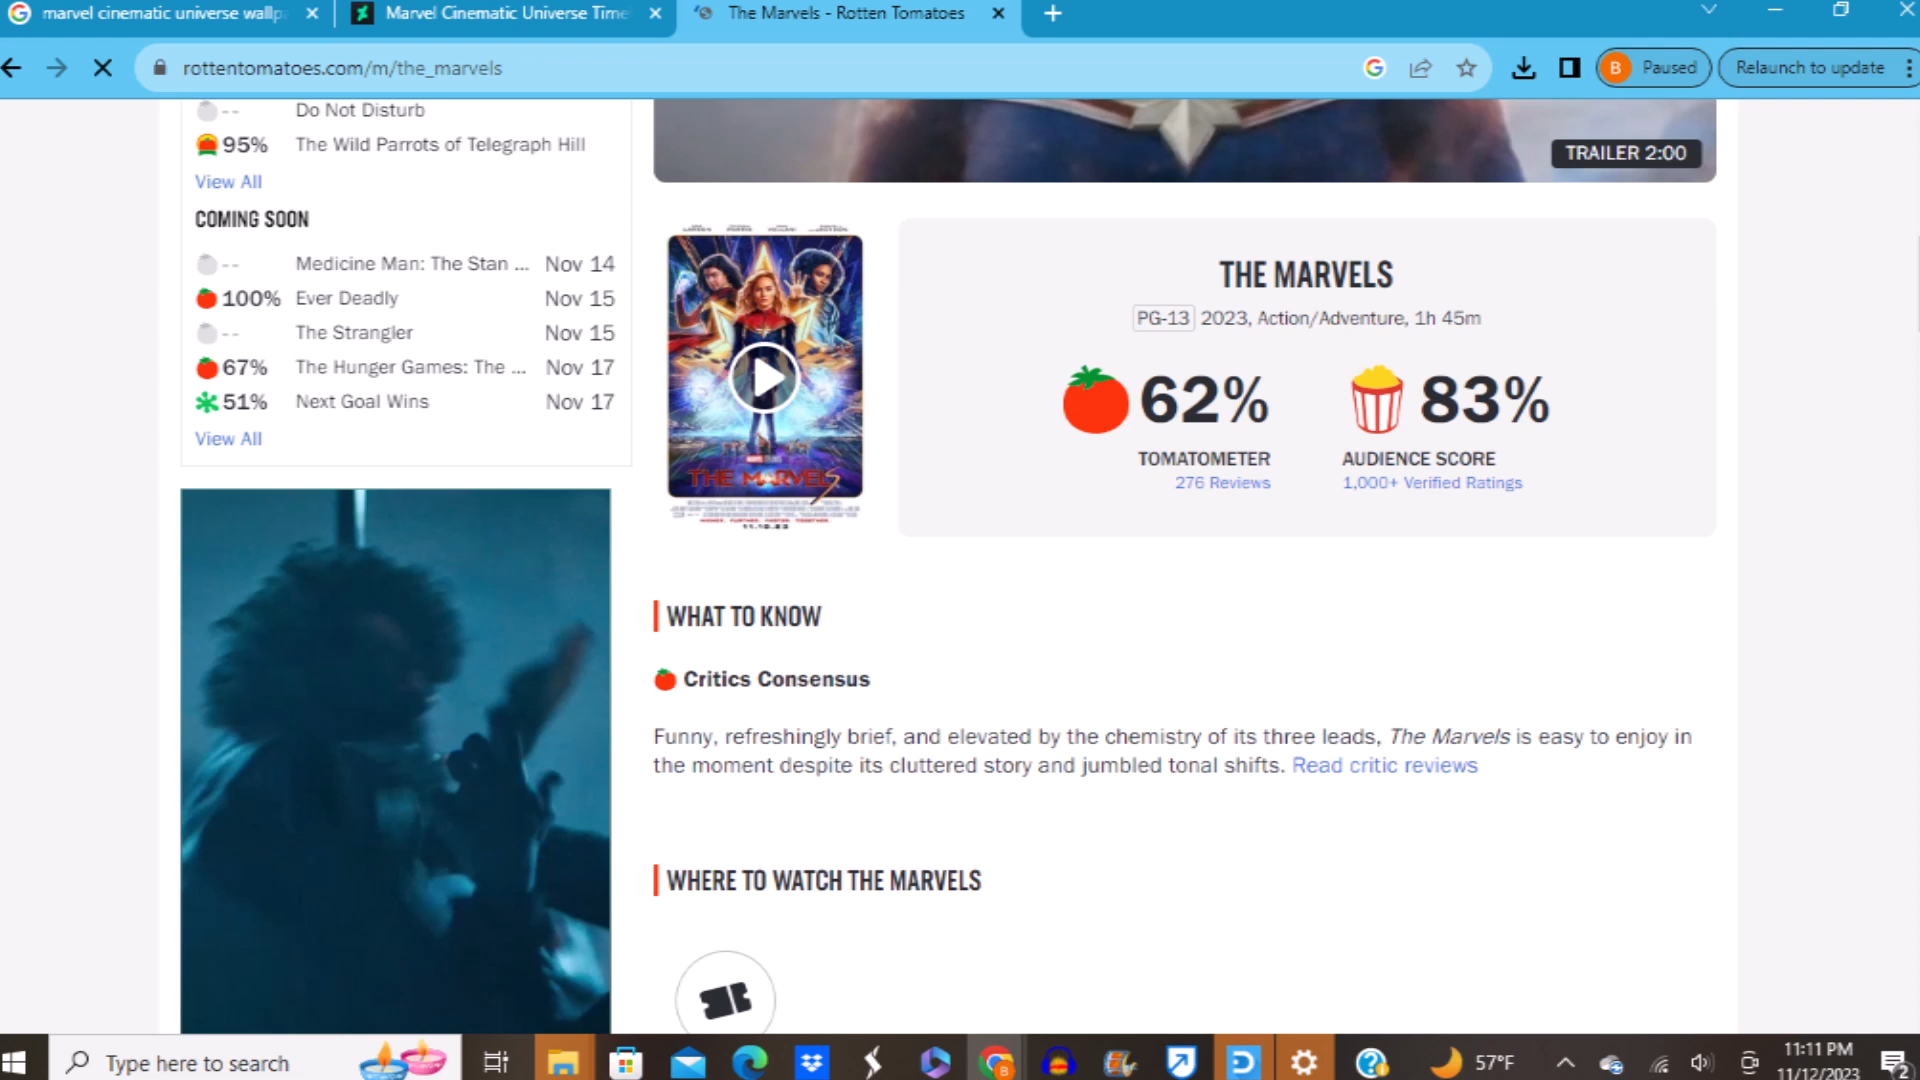 marvel cinematic universe wallp
Marvel Cinematic Universe Time
The Marvels - Rotten Tomatoes
rottentomatoes.com/m/the_marvels
B Paused
Relaunch to update
-- Do Not Disturb
95% The Wild Parrots of Telegraph Hill
View All
COMING SOON
-- Medicine Man: The Stan ... Nov 14
100% Ever Deadly Nov 15
-- The Strangler Nov 15
67% The Hunger Games: The ... Nov 17
51% Next Goal Wins Nov 17
View All
TRAILER 2:00
THE MARVELS
11.10.23
THE MARVELS
PG-13 2023, Action/Adventure, 1h 45m
62% 83%
TOMATOMETER AUDIENCE SCORE
276 Reviews 1,000+ Verified Ratings
WHAT TO KNOW
Critics Consensus
Funny, refreshingly brief, and elevated by the chemistry of its three leads, The Marvels is easy to enjoy in
the moment despite its cluttered story and jumbled tonal shifts. Read critic reviews
WHERE TO WATCH THE MARVELS
Type here to search
57°F
11:11 PM
11/12/2023
2